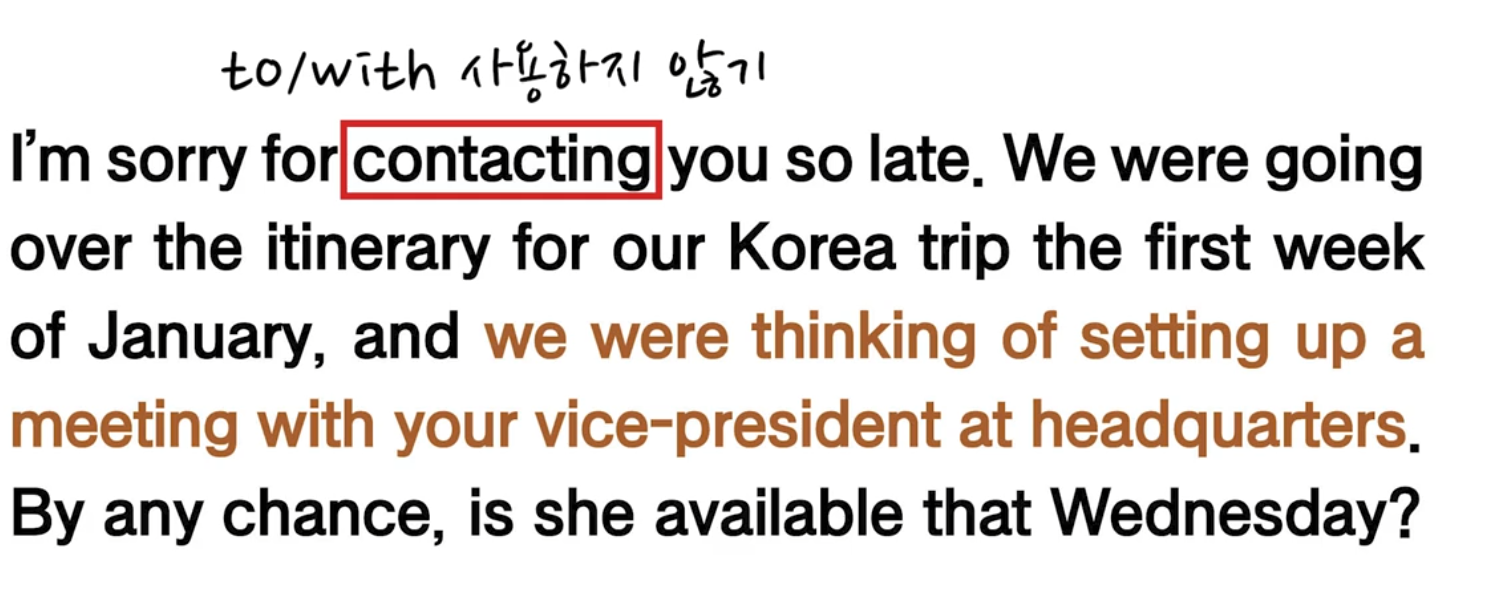 to/with 사용하지 않기
I’m sorry for contacting you so late. We were going
over the itinerary for our Korea trip the first week
of January, and we were thinking of setting up a
meeting with your vice-president at headquarters.
By any chance, is she available that Wednesday?